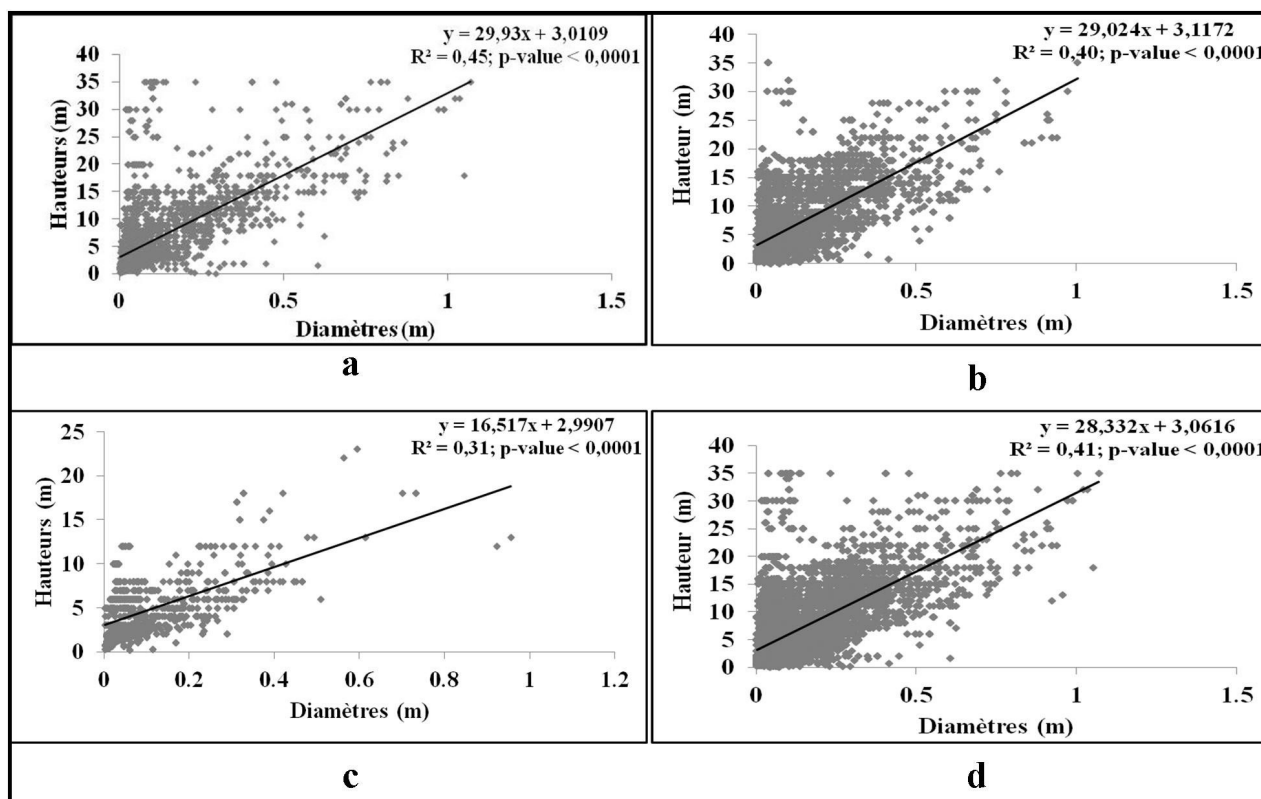 y = 29,93x + 3,0109
R² = 0,45; p-value < 0,0001
40
35
30
25
20
15
10
5
0
Hauteurs (m)
0
0.5
1
1.5
Diamètres (m)
a
y = 29,024x + 3,1172
R² = 0,40; p-value < 0,0001
40
35
30
25
20
15
10
5
0
Hauteur (m)
0
0.5
1
1.5
Diamètres (m)
b
y = 16,517x + 2,9907
R² = 0,31; p-value < 0,0001
25
20
15
10
5
0
Hauteurs (m)
0
0.2
0.4
0.6
0.8
1
1.2
Diamètres (m)
c
y = 28,332x + 3,0616
R² = 0,41; p-value < 0,0001
40
35
30
25
20
15
10
5
0
Hauteur (m)
0
0.5
1
1.5
Diamètres (m)
d